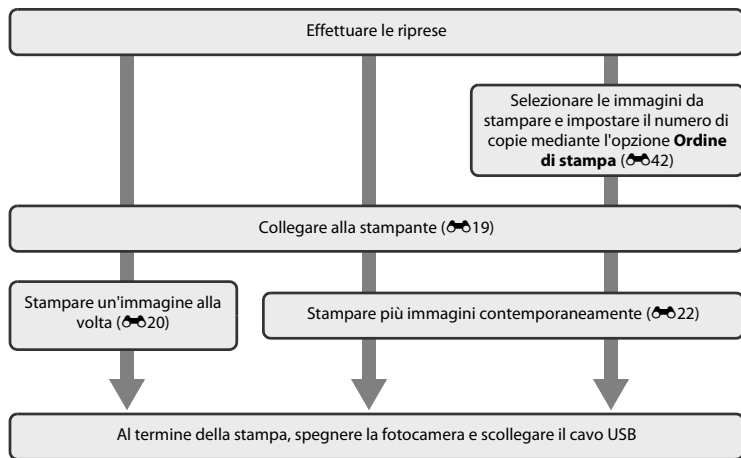 Effettuare le riprese
Selezionare le immagini da
stampare e impostare il numero di
copie mediante l'opzione Ordine
di stampa (42)
Collegare alla stampante (19)
Stampare un'immagine alla
volta (20)
Stampare più immagini contemporaneamente (22)
Al termine della stampa, spegnere la fotocamera e scollegare il cavo USB